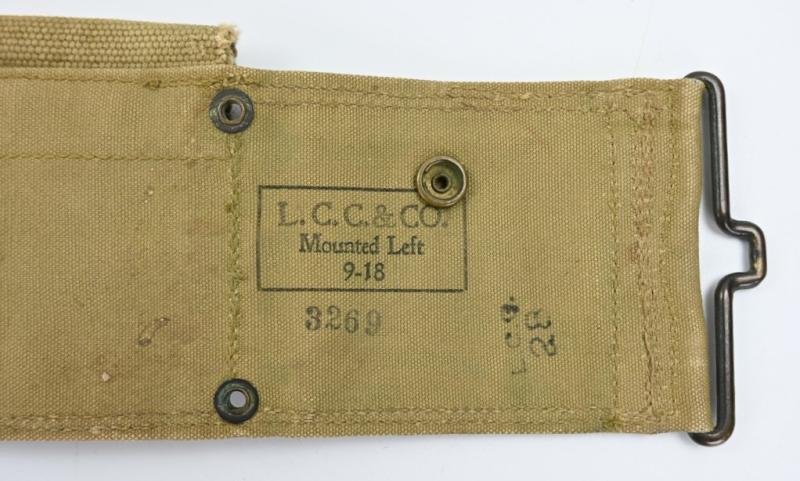 L. C. C. & CO.
Mounted Left
9-18
3269